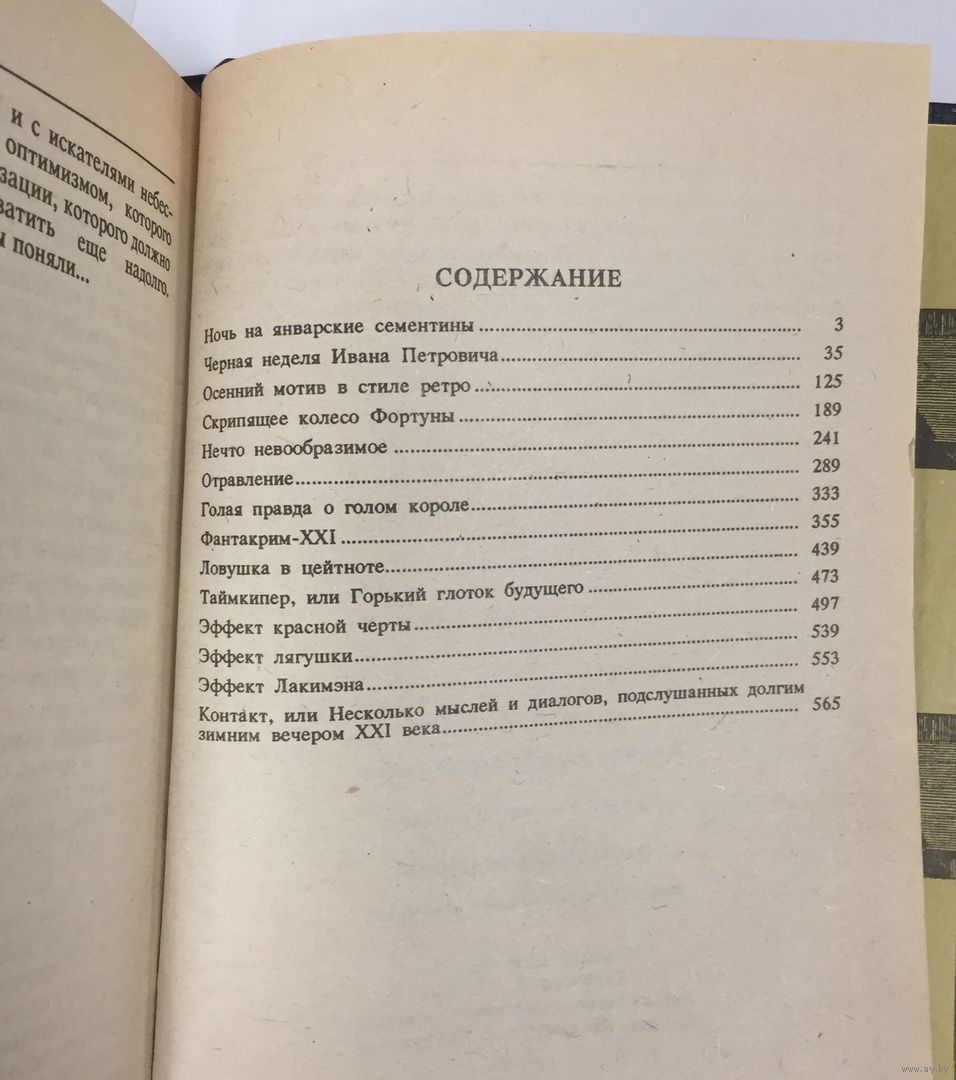 и с искателями небес-
оптимизмом, которого
зации, которого должно
ватить еще надолго.
поняли...
СОДЕРЖАНИЕ
Ночь на январские сементины 3
Черная неделя Ивана Петровича 35
Осенний мотив в стиле ретро 125
Скрипящее колесо Фортуны 189
Нечто невообразимое 241
Отравление 289
Голая правда о голом короле 333
Фантакрим-XXI 355
Ловушка в цейтноте 439
Таймкипер, или Горький глоток будущего 473
Эффект красной черты 497
Эффект лягушки 539
Эффект Лакимэна 553
Контакт, или Несколько мыслей и диалогов, подслушанных долгим
зимним вечером XXI века 565
www.ay.by